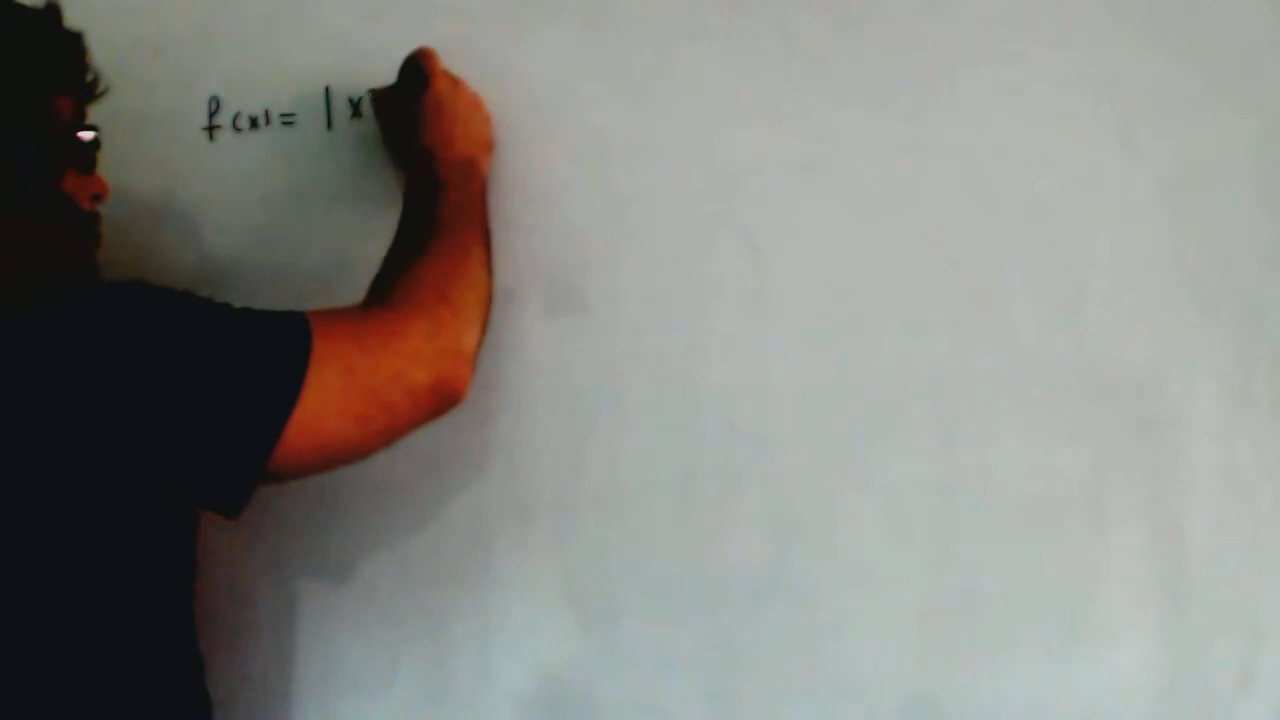 f(x) = |x